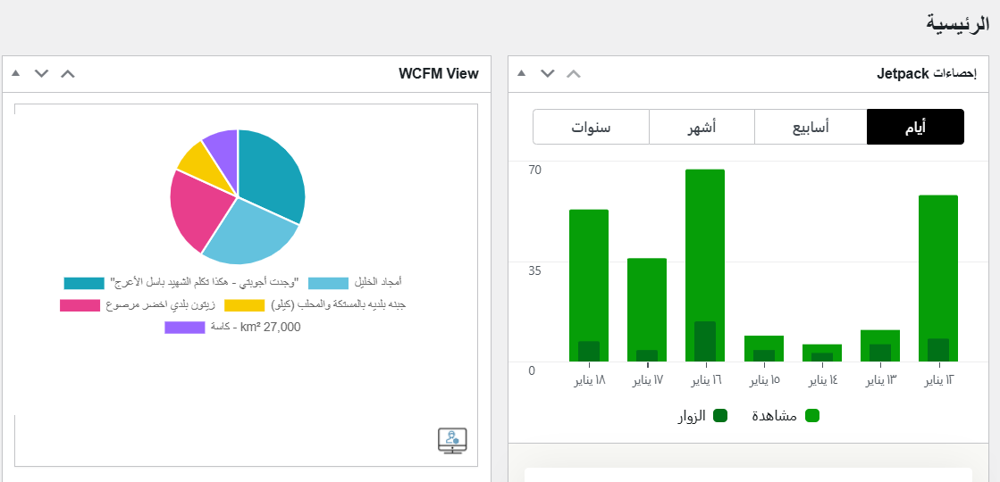 الرئيسية
إحصاءات Jetpack
أيام
أسابيع
أشهر
سنوات
70
35
0
١٢ يناير
١٣ يناير
١٤ يناير
١٥ يناير
١٦ يناير
١٧ يناير
١٨ يناير
مشاهدة
الزوار
WCFM View
"وجدت أجوبتي - هكذا تكلم الشهيد باسل الأعرج"
أمجاد الخليل
زيتون بلدي اخضر مرصوع
جبنه بلديه بالمستكة والمحلب (كيلو)
27,000 km² - كاسة